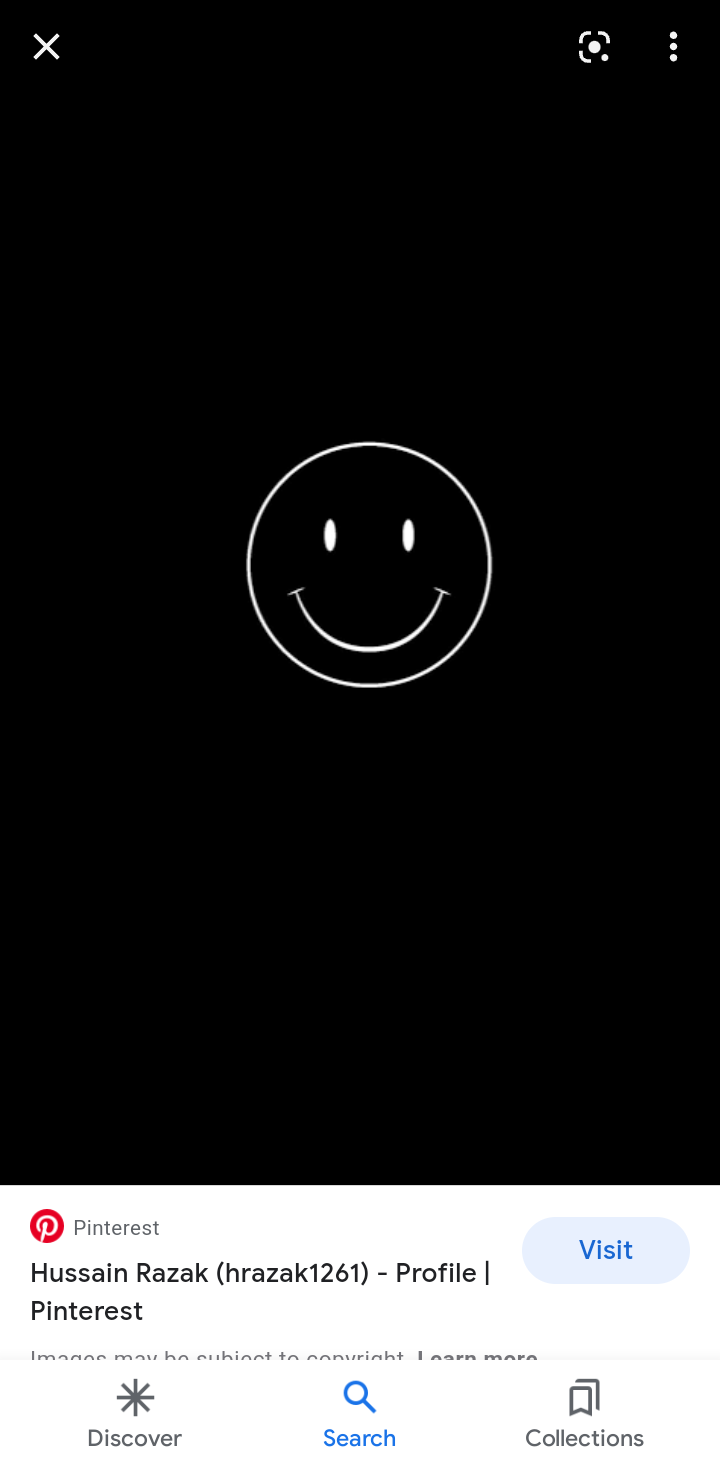 Pinterest
Visit
Hussain Razak (hrazak1261) - Profile |
Pinterest
Images may be subject to copyright. Learn more
Discover
Search
Collections